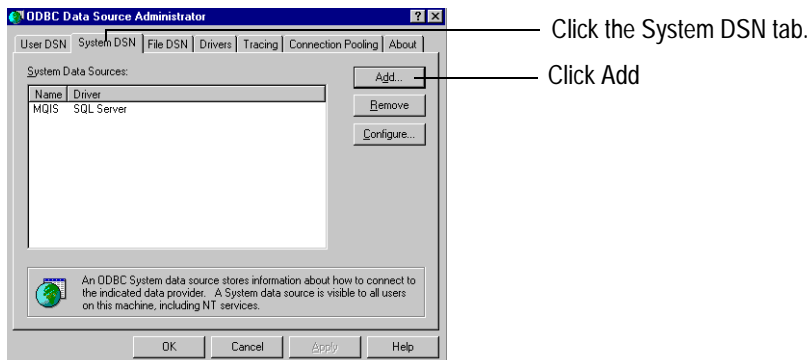 ODBC Data Source Administrator
Click the System DSN tab.
User DSN System DSN File DSN Drivers Tracing Connection Pooling About
System Data Sources:
Add...
Click Add
Name Driver
MQIS SQL Server
Remove
Configure...
An ODBC System data source stores information about how to connect to
the indicated data provider. A System data source is visible to all users
on this machine, including NT services.
OK Cancel Apply Help